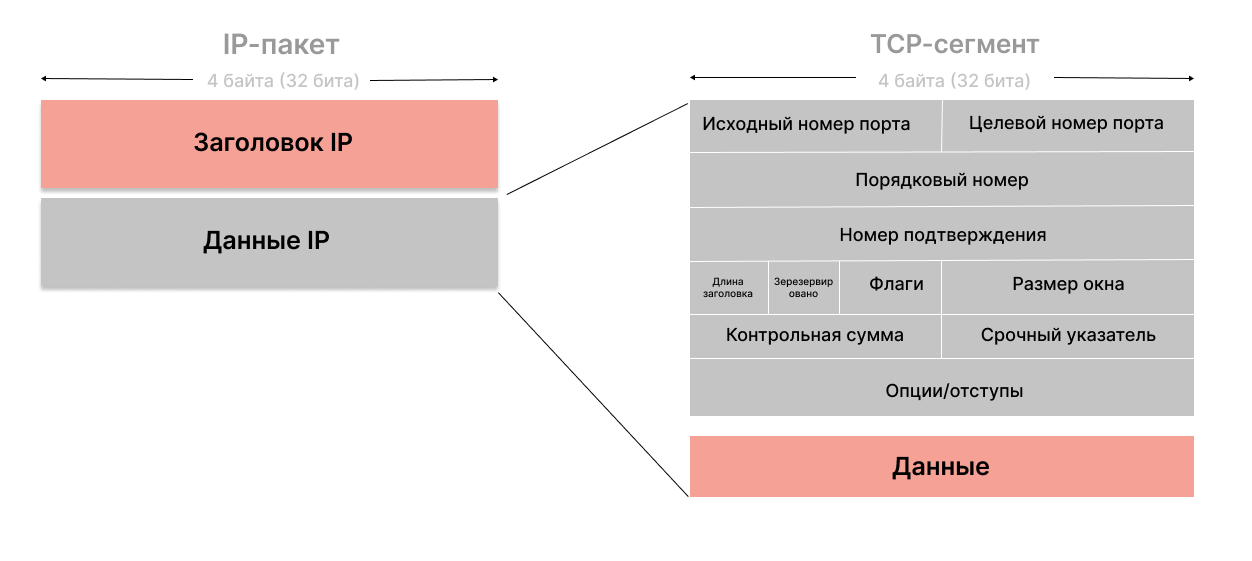 IP-пакет
4 байта (32 бита)
Заголовок IP
Данные IP
TCP-сегмент
4 байта (32 бита)
Исходный номер порта
Целевой номер порта
Порядковый номер
Номер подтверждения
Длина
заголовка
Зерезервир
овано
Флаги
Размер окна
Контрольная сумма
Срочный указатель
Опции/отступы
Данные